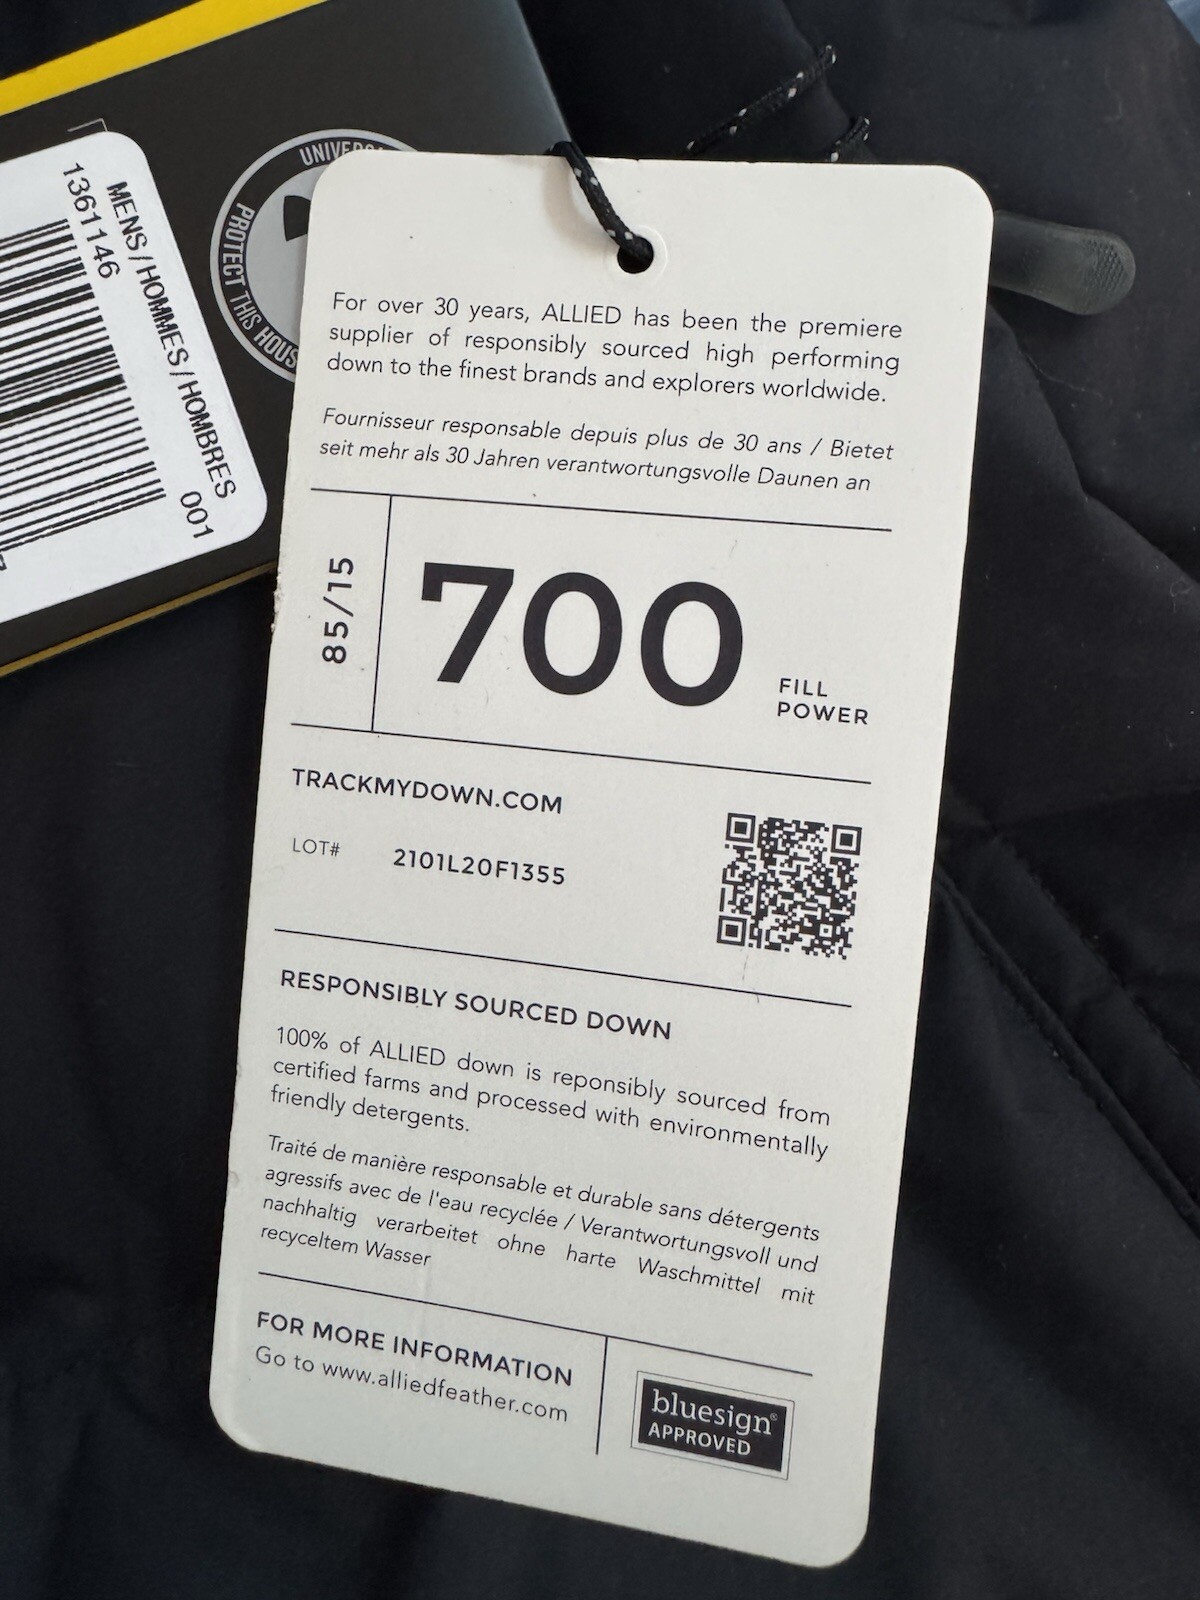 UNIVERS
PROTECT THIS HOUS
MENS/HOMMES/HOMBRES
1361146
001
7
For over 30 years, ALLIED has been the premiere
supplier of responsibly sourced high performing
down to the finest brands and explorers worldwide.
Fournisseur responsable depuis plus de 30 ans / Bietet
seit mehr als 30 Jahren verantwortungsvolle Daunen an
85/15
700
FILL
POWER
TRACKMYDOWN.COM
LOT# 2101L20F1355
RESPONSIBLY SOURCED DOWN
100% of ALLIED down is reponsibly sourced from
certified farms and processed with environmentally
friendly detergents.
Traité de manière responsable et durable sans détergents
agressifs avec de l'eau recyclée / Verantwortungsvoll und
nachhaltig verarbeitet ohne harte Waschmittel mit
recyceltem Wasser
FOR MORE INFORMATION
Go to www.alliedfeather.com
bluesign®
APPROVED